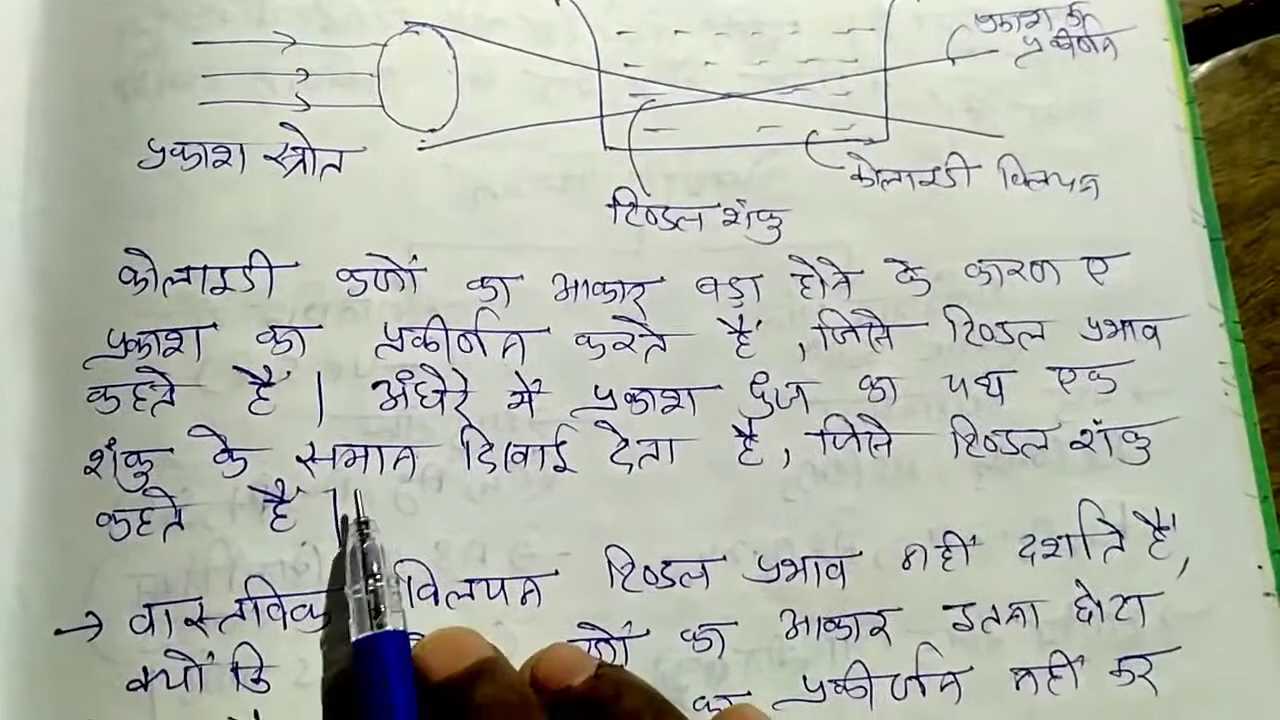 प्रकाश का
प्रकीर्णन
प्रकाश स्त्रोत
कोलाइडी विलयन
टिण्डल शंकु
कोलाइडी कणों का आकार बड़ा होने के कारण ए
प्रकाश का प्रकीर्णन करते हैं, जिसे टिण्डल प्रभाव
कहते हैं। अंधेरे में प्रकाश पुंज का पथ एक
शंकु के समान दिखाई देता है, जिसे टिण्डल शंकु
कहते हैं।
→ वास्तविक विलयन टिण्डल प्रभाव नहीं दर्शाते हैं,
क्यों कि का आकार इतना छोटा
का प्रकीर्णन नहीं कर